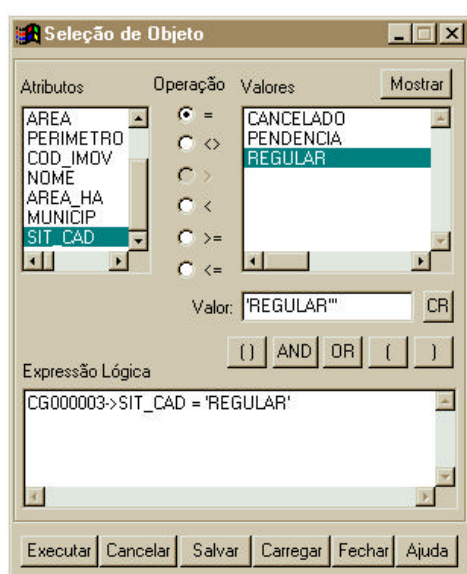 Seleção de Objeto
Atributos
Operação
Valores
Mostrar
AREA
PERIMETRO
COD_IMOV
NOME
AREA_HA
MUNICIP
SIT_CAD
=
<>
>
<
>=
<=
CANCELADO
PENDENCIA
REGULAR
Valor:
'REGULAR'"
CR
()
AND
OR
(
)
Expressão Lógica
CG000003->SIT_CAD = 'REGULAR'
Executar
Cancelar
Salvar
Carregar
Fechar
Ajuda